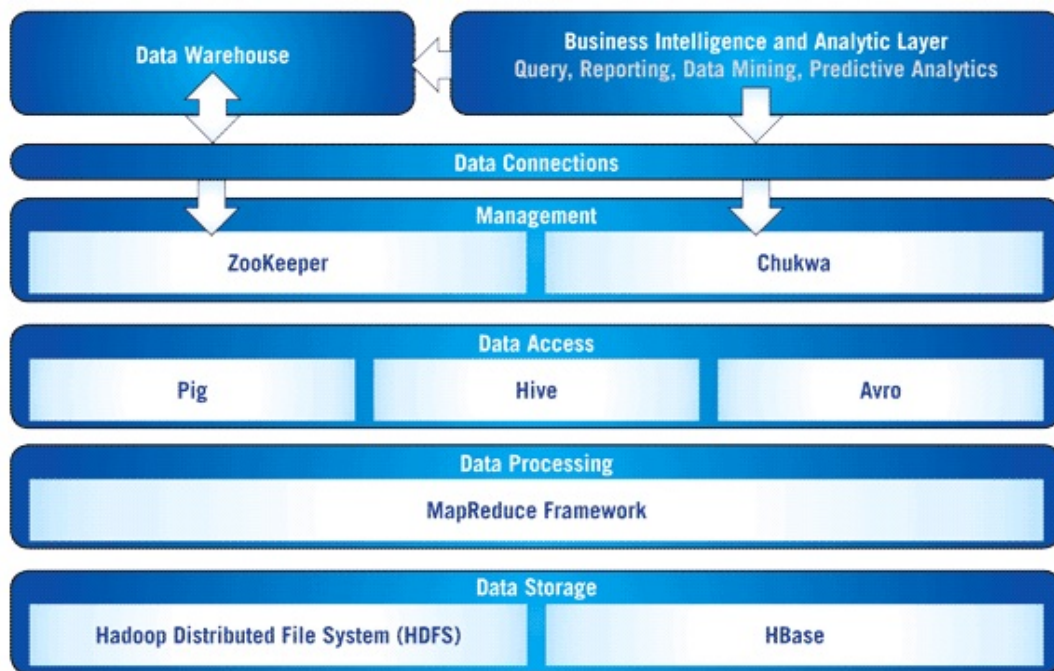 Data Warehouse
Business Intelligence and Analytic Layer
Query, Reporting, Data Mining, Predictive Analytics
Data Connections
Management
ZooKeeper
Chukwa
Data Access
Pig
Hive
Avro
Data Processing
MapReduce Framework
Data Storage
Hadoop Distributed File System (HDFS)
HBase